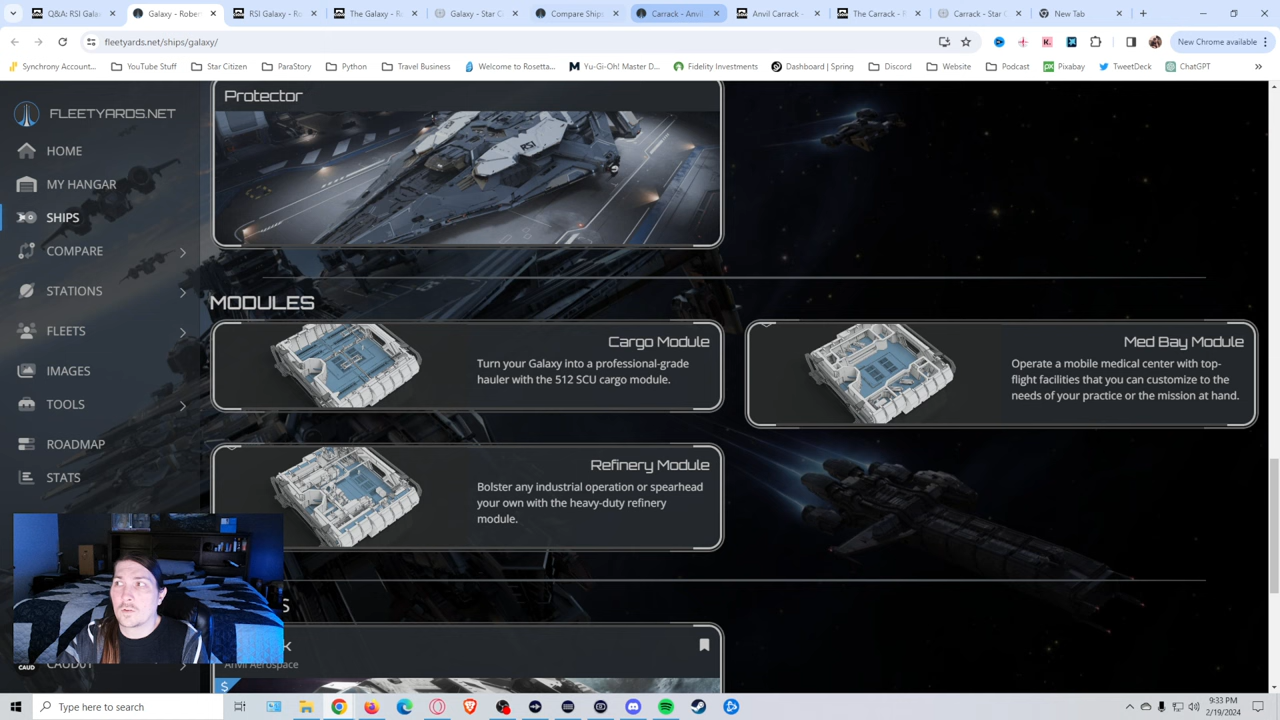 Q&A: RSI Galax
Galaxy - Rober
RSI Galaxy - Ro
The Galaxy - Ra
Galaxy - Star C
Compare Ships
Carrack - Anvil
Anvil Carrack -
The Carrack - R
Carrack - Star C
New Tab
fleetyards.net/ships/galaxy/
New Chrome available
Synchrony Account...
YouTube Stuff
Star Citizen
ParaStory
Python
Travel Business
Welcome to Rosetta...
Yu-Gi-Oh! Master D...
Fidelity Investments
Dashboard | Spring
Discord
Website
Podcast
Pixabay
TweetDeck
ChatGPT
»
FLEETYARDS.NET
HOME
MY HANGAR
SHIPS
COMPARE
STATIONS
FLEETS
IMAGES
TOOLS
ROADMAP
STATS
CAUD
Protector
RSI
MODULES
Cargo Module
Turn your Galaxy into a professional-grade
hauler with the 512 SCU cargo module.
Med Bay Module
Operate a mobile medical center with top-
flight facilities that you can customize to the
needs of your practice or the mission at hand.
Refinery Module
Bolster any industrial operation or spearhead
your own with the heavy-duty refinery
module.
S
K
Anvil Aerospace
$
Type here to search
9:33 PM
2/19/2024